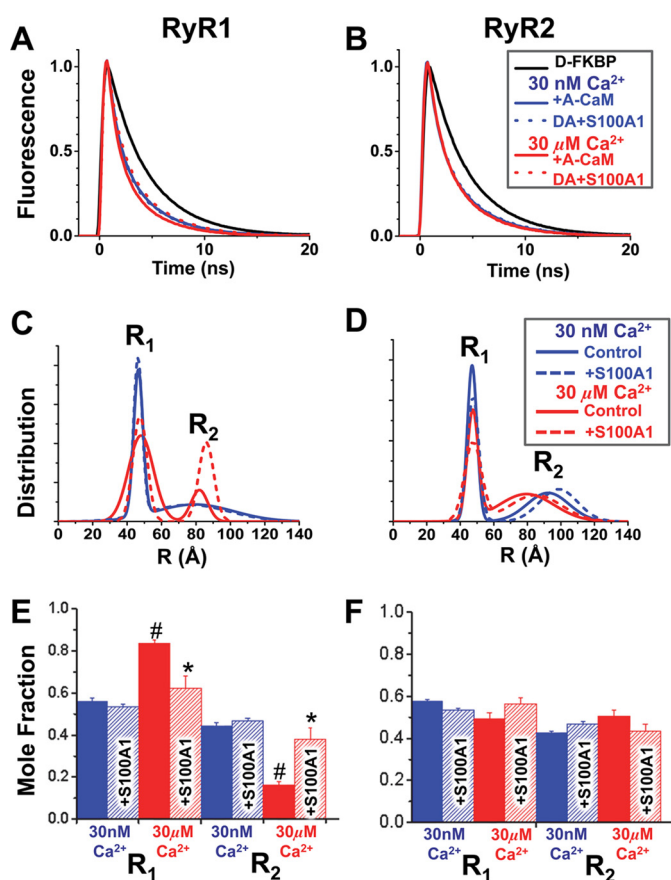 RyR1
RyR2
A
B
Fluorescence
1.0
0.5
0.0
0
10
20
Time (ns)
1.0
0.5
0.0
0
10
20
Time (ns)
D-FKBP
30 nM Ca²⁺
+A-CaM
DA+S100A1
30 µM Ca²⁺
+A-CaM
DA+S100A1
C
D
Distribution
R₁
R₂
0 20 40 60 80 100 120 140
R (Å)
R₁
R₂
0 20 40 60 80 100 120 140
R (Å)
30 nM Ca²⁺
Control
+S100A1
30 µM Ca²⁺
Control
+S100A1
E
F
Mole Fraction
1.0
0.8
0.6
0.4
0.2
0.0
#
*
#
*
+S100A1
+S100A1
+S100A1
+S100A1
30nM 30µM 30nM 30µM
Ca²⁺ Ca²⁺ Ca²⁺ Ca²⁺
R₁ R₂
1.0
0.8
0.6
0.4
0.2
0.0
+S100A1
+S100A1
+S100A1
+S100A1
30nM 30µM 30nM 30µM
Ca²⁺ Ca²⁺ Ca²⁺ Ca²⁺
R₁ R₂